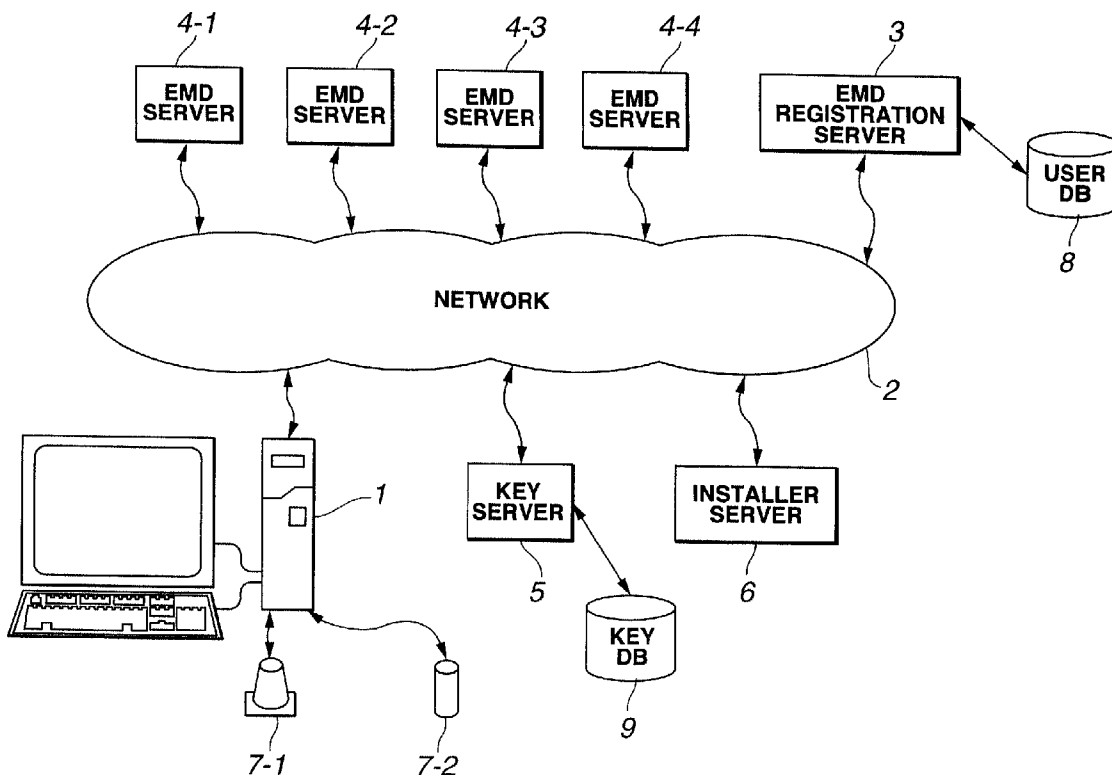 4-1
4-2
4-3
4-4
3
EMD
SERVER
EMD
SERVER
EMD
SERVER
EMD
SERVER
EMD
REGISTRATION
SERVER
USER
DB
8
NETWORK
2
1
KEY
SERVER
INSTALLER
SERVER
5
6
KEY
DB
9
7-1
7-2